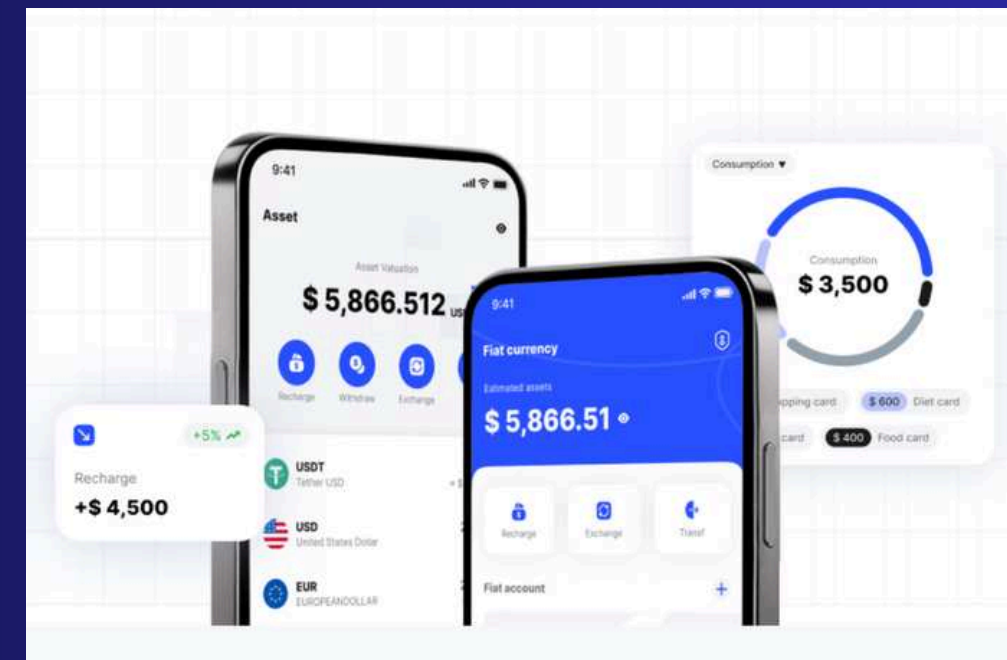 9:41
Asset
Asset Valuation
$ 5,866.512
Recharge Withdraw Exchange
USDT
Tether USD
USD
United States Doller
EUR
EUROPEANDOLLAR
9:41
Fiat currency
Estimated assets
$ 5,866.51
Recharge Exchange Transf
Fiat account
+
+5%
Recharge
+$ 4,500
Consumption ▼
Consumption
$ 3,500
card
$ 600 Diet card
card $ 400 Food card